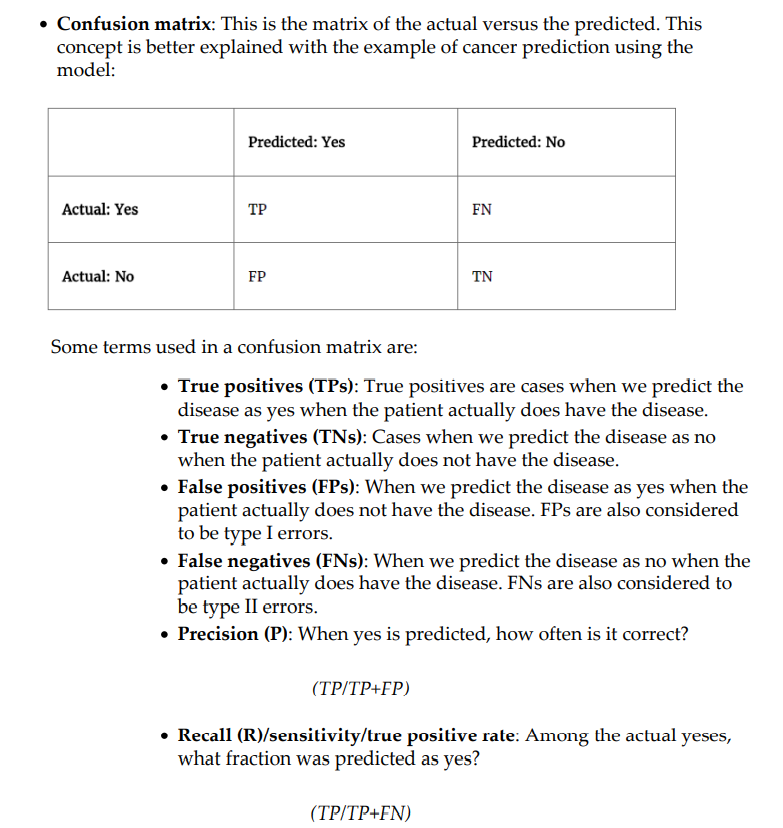 • Confusion matrix: This is the matrix of the actual versus the predicted. This
concept is better explained with the example of cancer prediction using the
model:
Predicted: Yes Predicted: No
Actual: Yes TP FN
Actual: No FP TN
Some terms used in a confusion matrix are:
• True positives (TPs): True positives are cases when we predict the
disease as yes when the patient actually does have the disease.
• True negatives (TNs): Cases when we predict the disease as no
when the patient actually does not have the disease.
• False positives (FPs): When we predict the disease as yes when the
patient actually does not have the disease. FPs are also considered
to be type I errors.
• False negatives (FNs): When we predict the disease as no when the
patient actually does have the disease. FNs are also considered to
be type II errors.
• Precision (P): When yes is predicted, how often is it correct?
(TP/TP+FP)
• Recall (R)/sensitivity/true positive rate: Among the actual yeses,
what fraction was predicted as yes?
(TP/TP+FN)